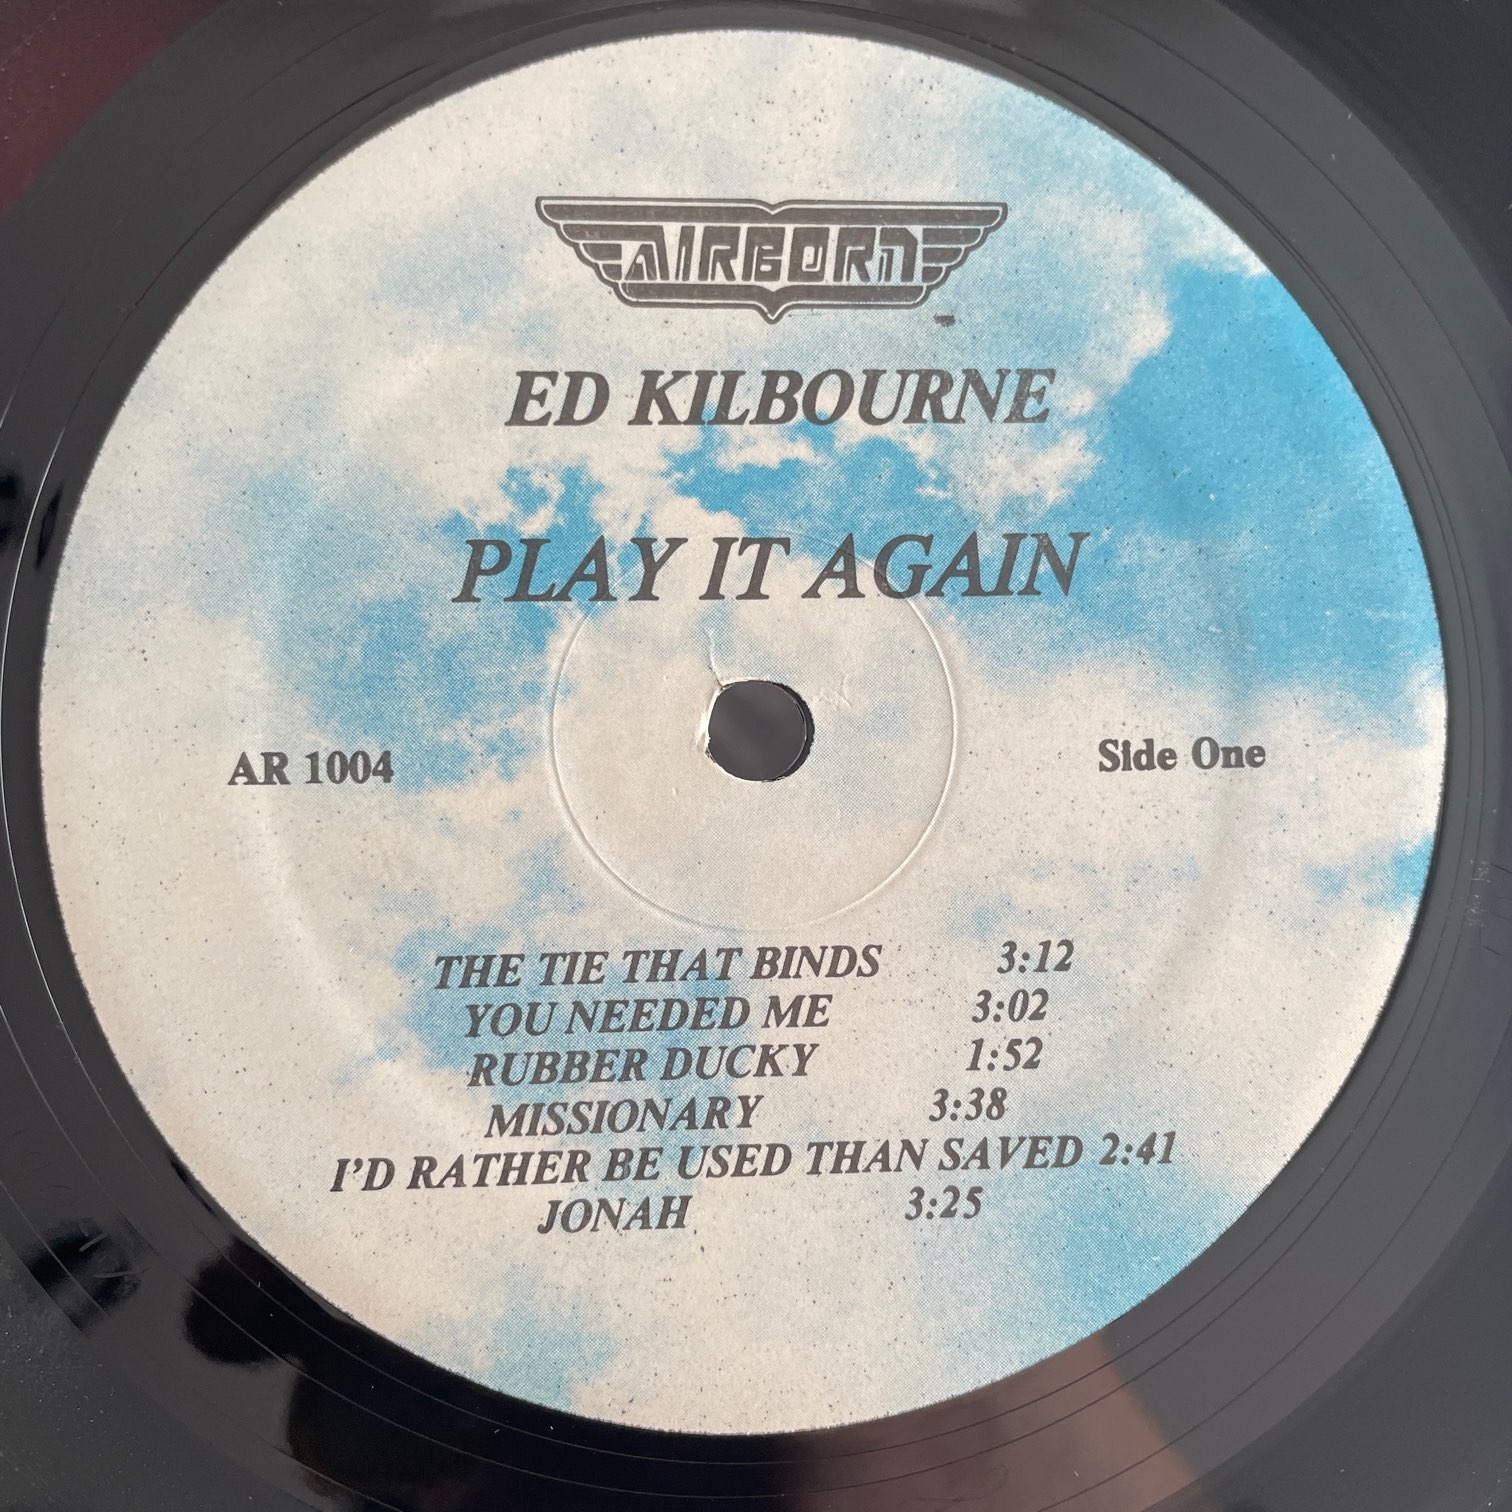 AIRBORN
ED KILBOURNE
PLAY IT AGAIN
AR 1004 Side One
THE TIE THAT BINDS 3:12
YOU NEEDED ME 3:02
RUBBER DUCKY 1:52
MISSIONARY 3:38
I'D RATHER BE USED THAN SAVED 2:41
JONAH 3:25